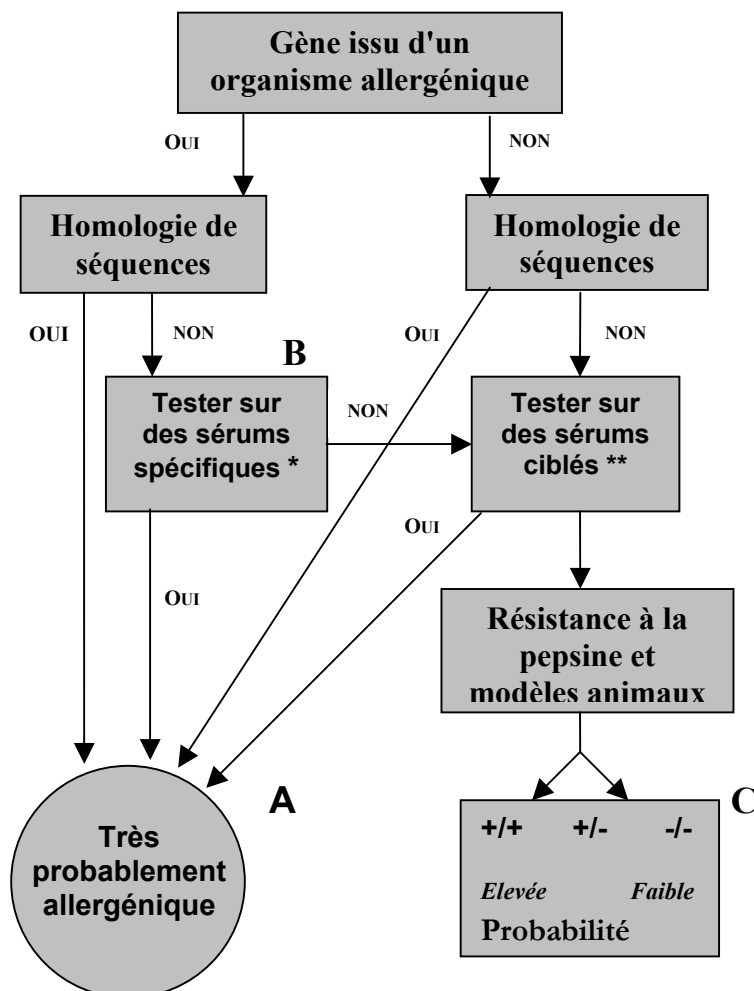 Gène issu d'un
organisme allergénique
OUI
NON
Homologie de
séquences
Homologie de
séquences
OUI
NON
B
OUI
NON
Tester sur
des sérums
spécifiques *
NON
Tester sur
des sérums
ciblés **
OUI
OUI
Résistance à la
pepsine et
modèles animaux
A
C
Très
probablement
allergénique
+/+ +/- -/-
Elevée Faible
Probabilité